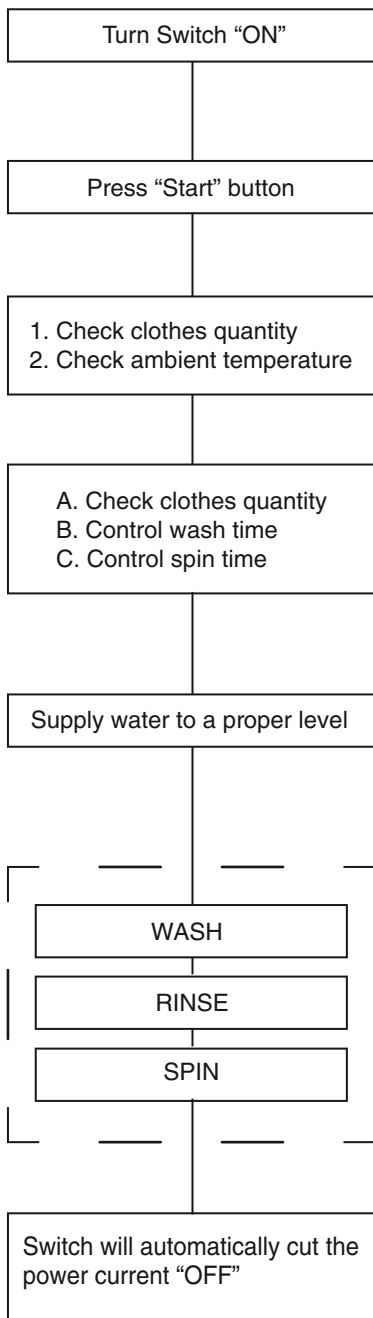 Turn Switch “ON”
Press “Start” button
1. Check clothes quantity
2. Check ambient temperature
A. Check clothes quantity
B. Control wash time
C. Control spin time
Supply water to a proper level
WASH
RINSE
SPIN
Switch will automatically cut the
power current “OFF”